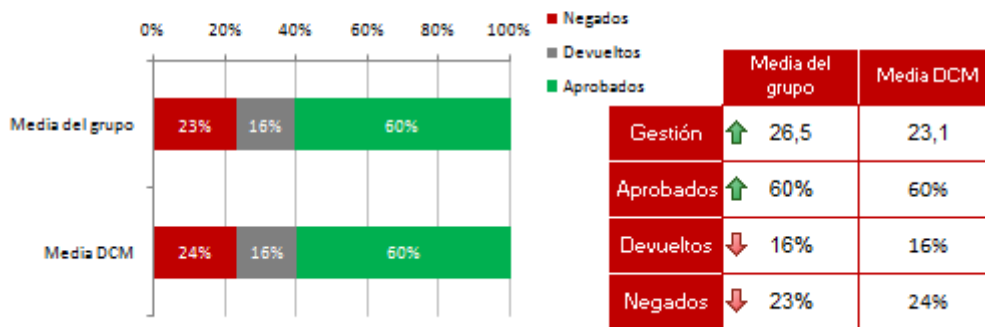 0% 20% 40% 60% 80% 100%
Negados
Devueltos
Aprobados
Media del grupo 23% 16% 60%
Media DCM 24% 16% 60%
Media del grupo Media DCM
Gestión 26,5 23,1
Aprobados 60% 60%
Devueltos 16% 16%
Negados 23% 24%